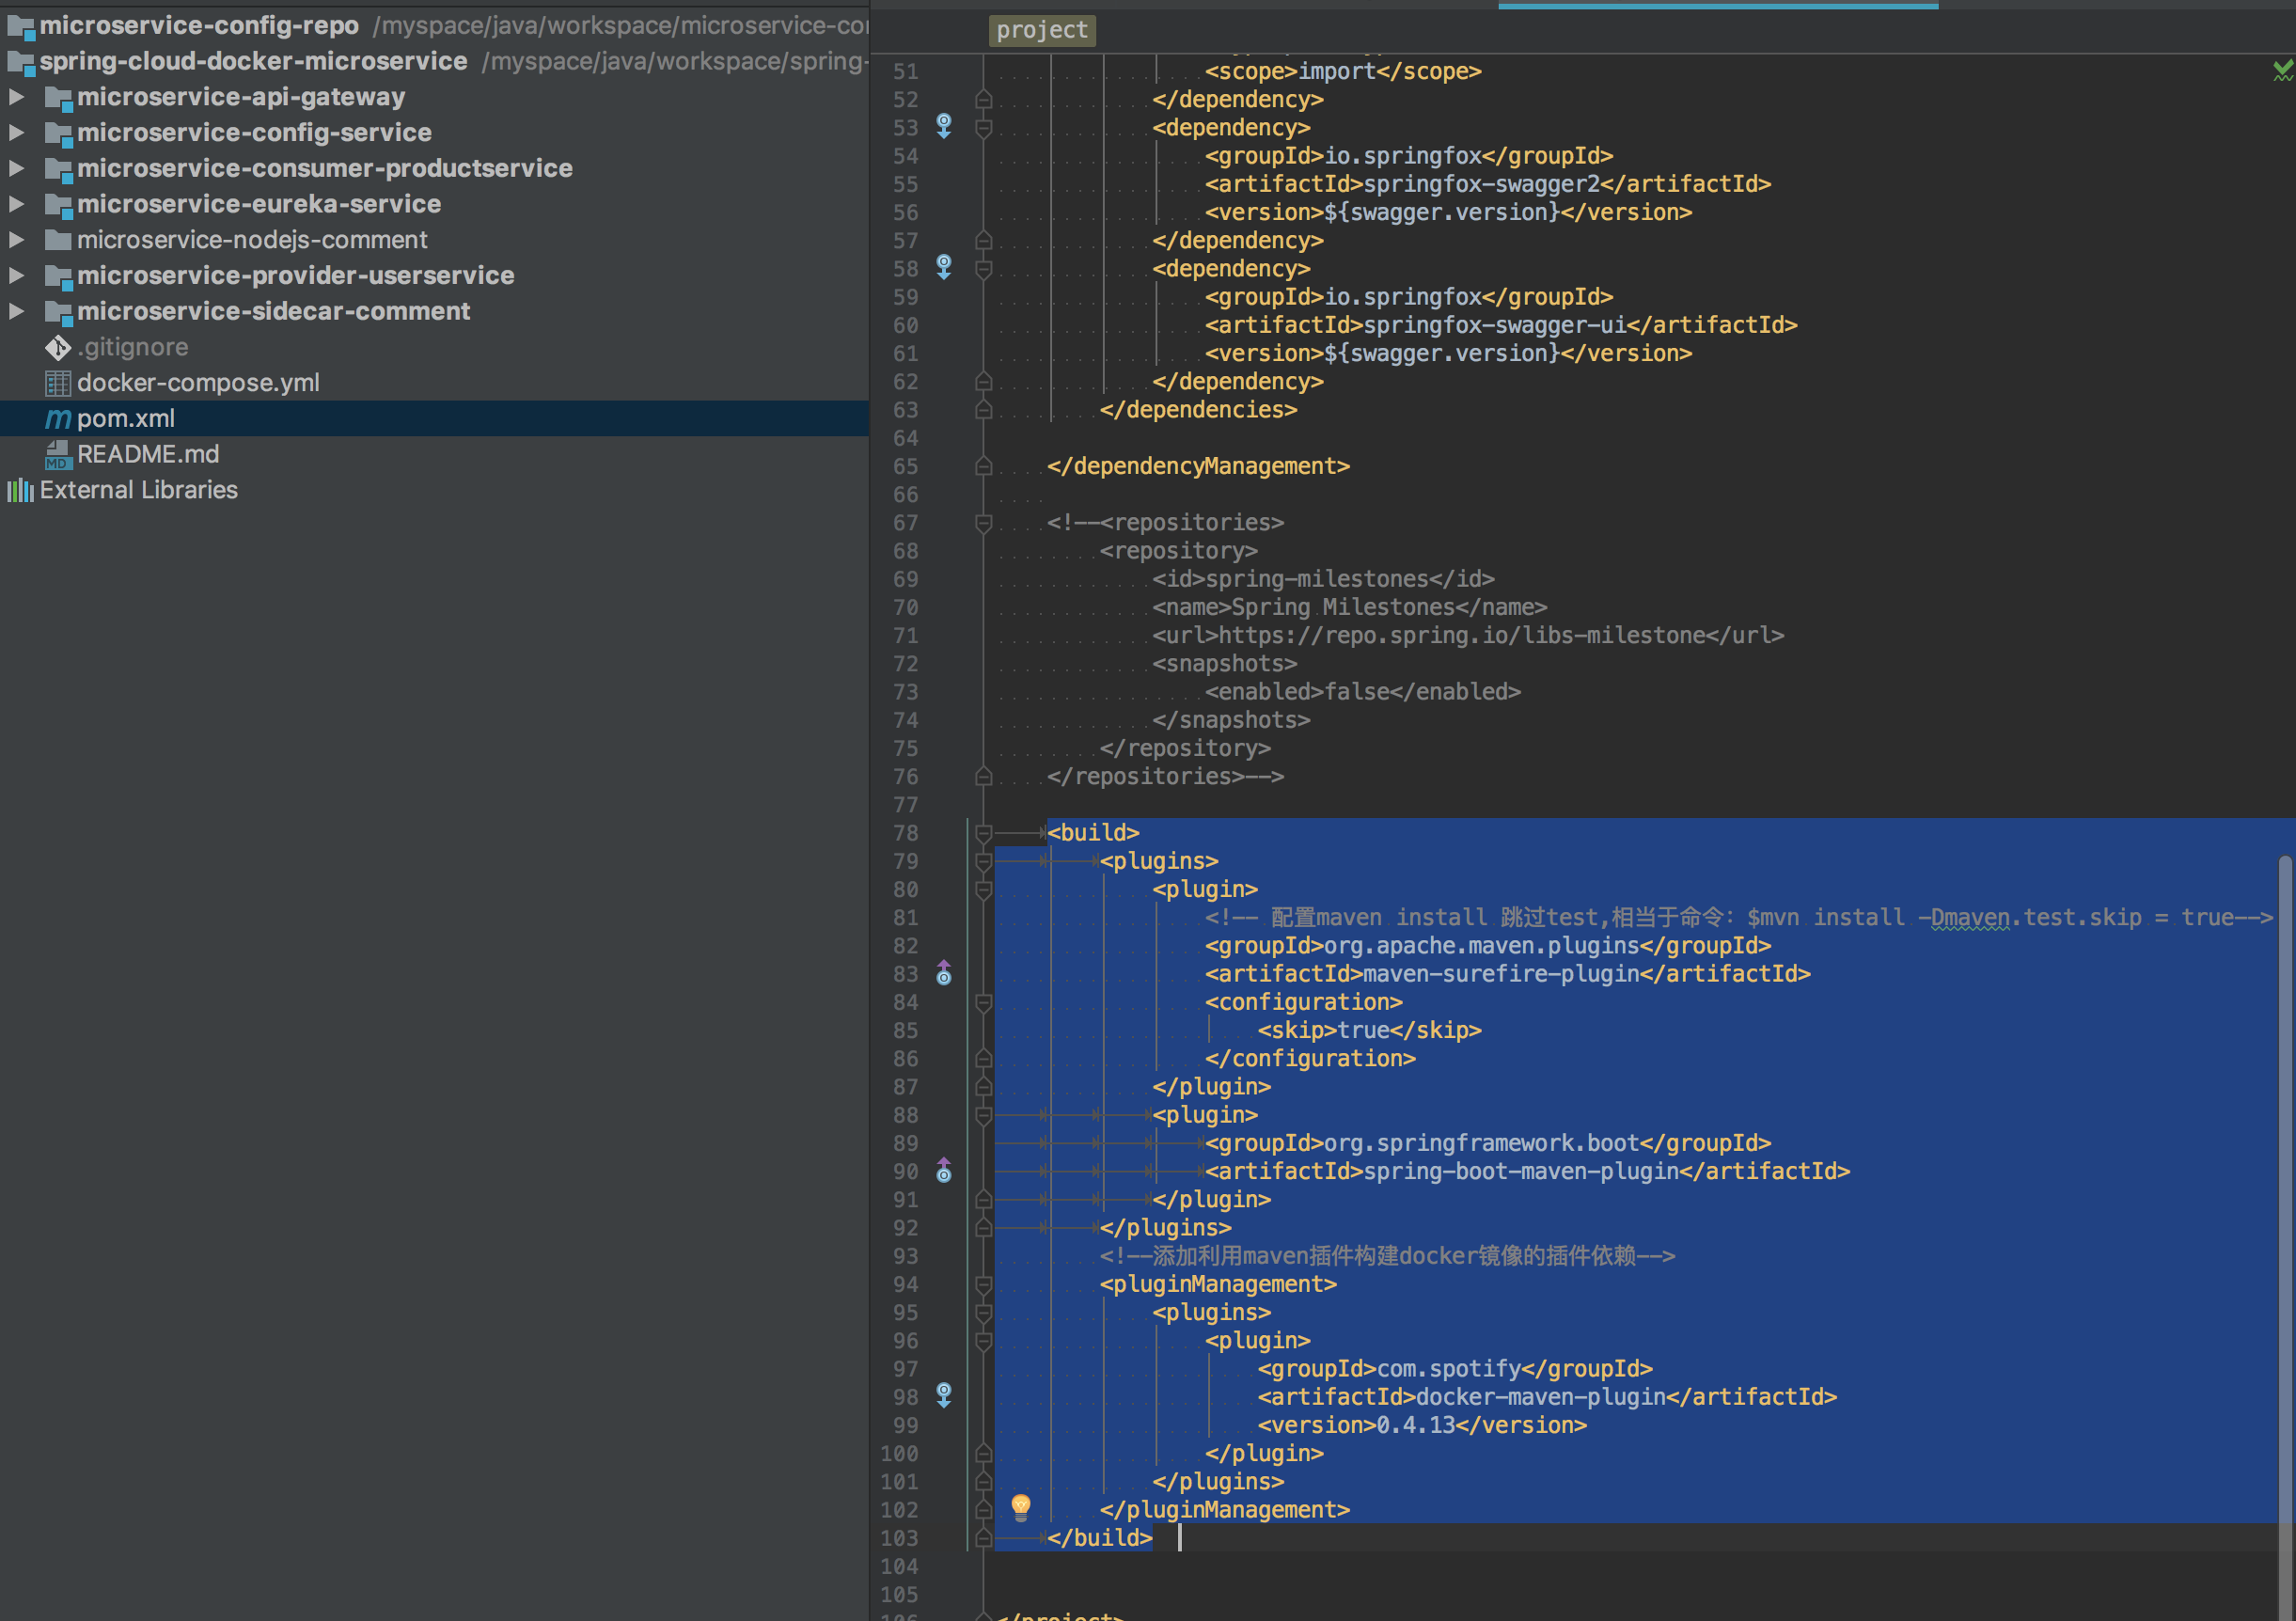 microservice-config-repo /myspace/java/workspace/microservice-co
spring-cloud-docker-microservice /myspace/java/workspace/spring-
microservice-api-gateway
microservice-config-service
microservice-consumer-productservice
microservice-eureka-service
microservice-nodejs-comment
microservice-provider-userservice
microservice-sidecar-comment
.gitignore
docker-compose.yml
pom.xml
README.md
External Libraries
project
51 <scope>import</scope>
52 </dependency>
53 <dependency>
54 <groupId>io.springfox</groupId>
55 <artifactId>springfox-swagger2</artifactId>
56 <version>${swagger.version}</version>
57 </dependency>
58 <dependency>
59 <groupId>io.springfox</groupId>
60 <artifactId>springfox-swagger-ui</artifactId>
61 <version>${swagger.version}</version>
62 </dependency>
63 </dependencies>
64
65 </dependencyManagement>
66
67 <!--<repositories>
68 <repository>
69 <id>spring-milestones</id>
70 <name>Spring Milestones</name>
71 <url>https://repo.spring.io/libs-milestone</url>
72 <snapshots>
73 <enabled>false</enabled>
74 </snapshots>
75 </repository>
76 </repositories>-->
77
78 <build>
79 <plugins>
80 <plugin>
81 <!-- 配置maven install 跳过test,相当于命令: $mvn install -Dmaven.test.skip = true-->
82 <groupId>org.apache.maven.plugins</groupId>
83 <artifactId>maven-surefire-plugin</artifactId>
84 <configuration>
85 <skip>true</skip>
86 </configuration>
87 </plugin>
88 <plugin>
89 <groupId>org.springframework.boot</groupId>
90 <artifactId>spring-boot-maven-plugin</artifactId>
91 </plugin>
92 </plugins>
93 <!--添加利用maven插件构建docker镜像的插件依赖-->
94 <pluginManagement>
95 <plugins>
96 <plugin>
97 <groupId>com.spotify</groupId>
98 <artifactId>docker-maven-plugin</artifactId>
99 <version>0.4.13</version>
100 </plugin>
101 </plugins>
102 </pluginManagement>
103 </build>
104
105
106 </project>